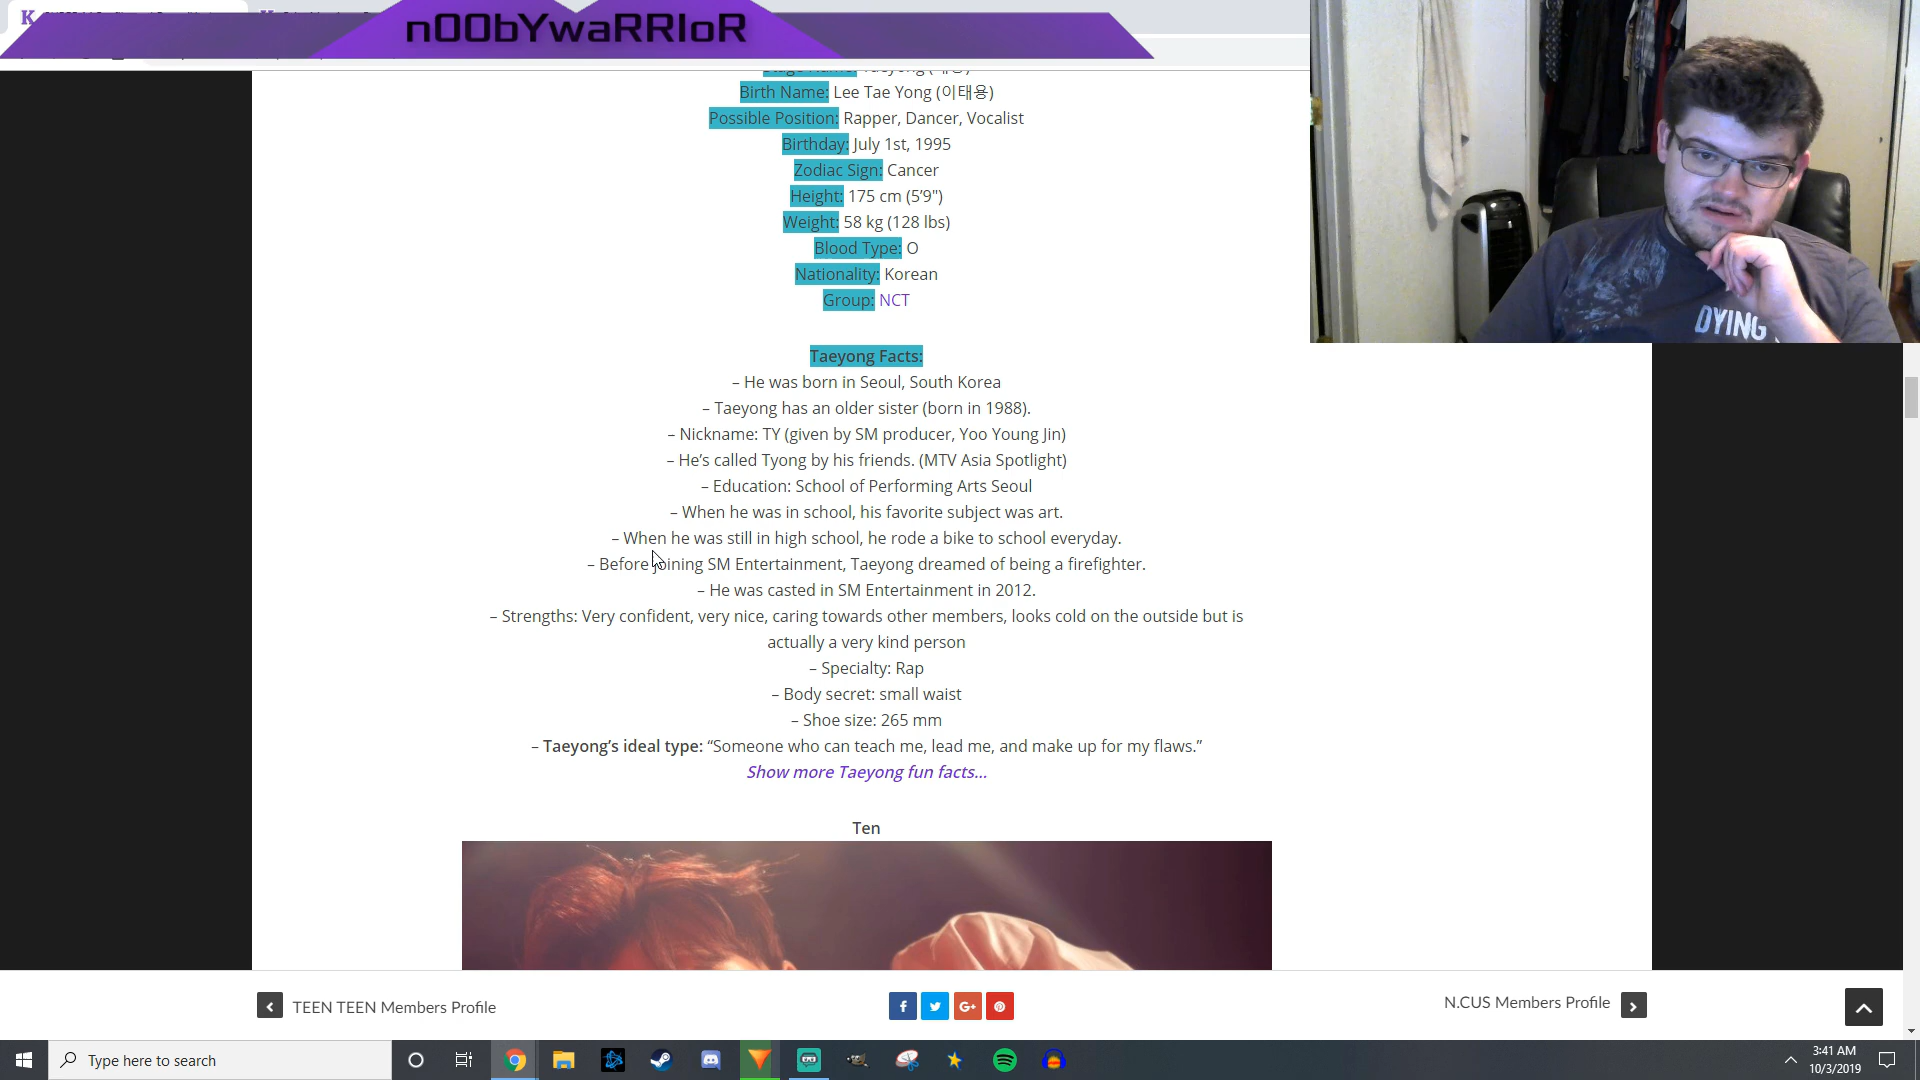 n00bYwaRRIoR
Birth Name: Lee Tae Yong (이태용)
Possible Position: Rapper, Dancer, Vocalist
Birthday: July 1st, 1995
Zodiac Sign: Cancer
Height: 175 cm (5’9")
Weight: 58 kg (128 lbs)
Blood Type: O
Nationality: Korean
Group: NCT
DYING
Taeyong Facts:
– He was born in Seoul, South Korea
– Taeyong has an older sister (born in 1988).
– Nickname: TY (given by SM producer, Yoo Young Jin)
– He’s called Tyong by his friends. (MTV Asia Spotlight)
– Education: School of Performing Arts Seoul
– When he was in school, his favorite subject was art.
– When he was still in high school, he rode a bike to school everyday.
– Before joining SM Entertainment, Taeyong dreamed of being a firefighter.
– He was casted in SM Entertainment in 2012.
– Strengths: Very confident, very nice, caring towards other members, looks cold on the outside but is
actually a very kind person
– Specialty: Rap
– Body secret: small waist
– Shoe size: 265 mm
– Taeyong’s ideal type: “Someone who can teach me, lead me, and make up for my flaws.”
Show more Taeyong fun facts...
Ten
TEEN TEEN Members Profile
N.CUS Members Profile
Type here to search
3:41 AM
10/3/2019